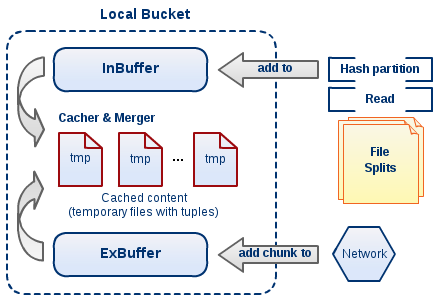 Local Bucket
InBuffer
add to
Hash partition
Read
Cacher & Merger
tmp
tmp
...
tmp
File
Splits
Cached content
(temporary files with tuples)
ExBuffer
add chunk to
Network